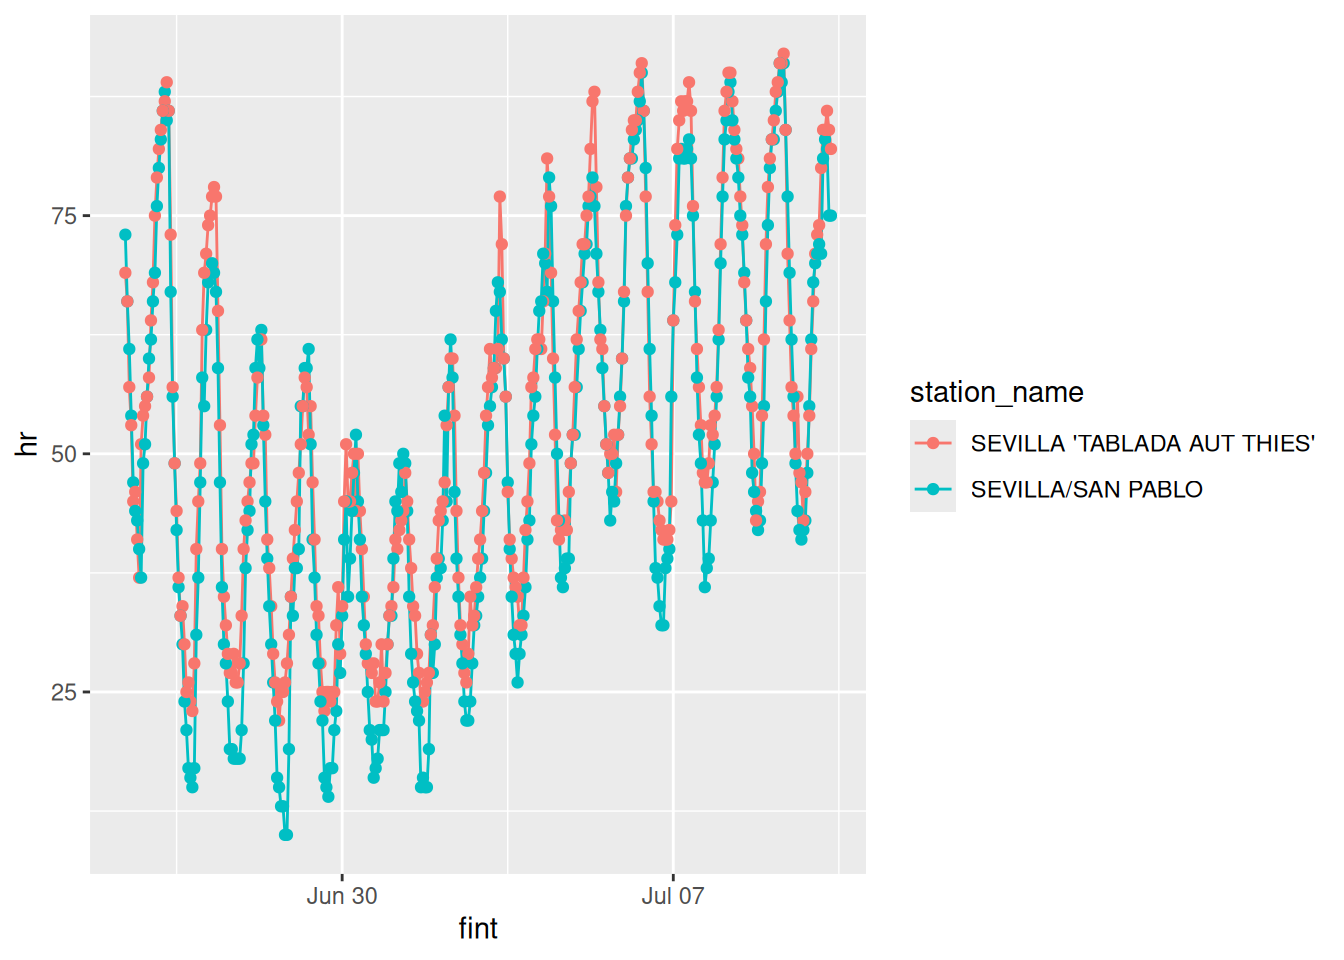 75
50
25
hr
Jun 30
Jul 07
fint
station_name
SEVILLA 'TABLADA AUT THIES'
SEVILLA/SAN PABLO